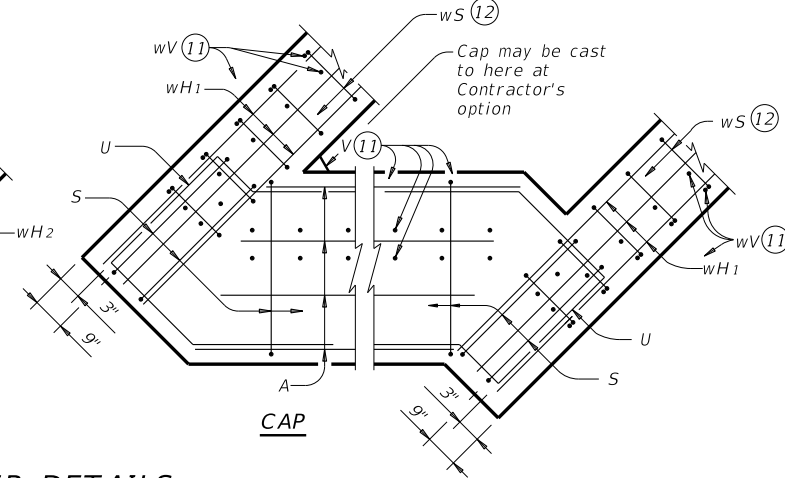 wS 12
wV 11
Cap may be cast
to here at
Contractor's
option
wH1
wS 12
U
V 11
S
wH2
wV 11
wH1
3"
9"
U
A
S
3"
9"
CAP